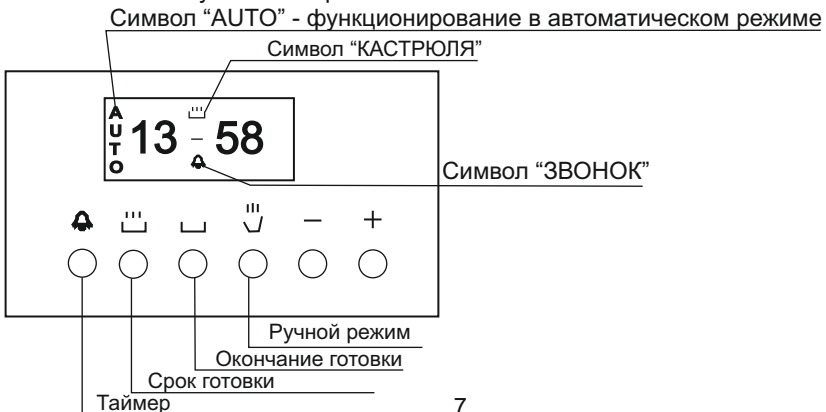 Символ “AUTO” - функционирование в автоматическом режиме
Символ “КАСТРЮЛЯ”
AUTO
13 - 58
Символ “ЗВОНОК”
- +
Ручной режим
Окончание готовки
Срок готовки
Таймер
7